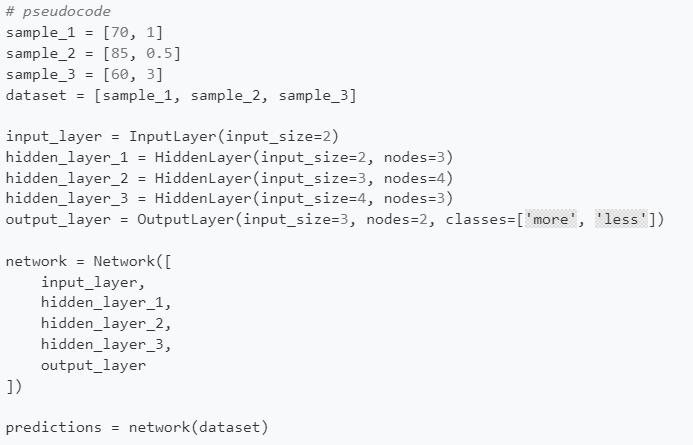 # pseudocode
sample_1 = [70, 1]
sample_2 = [85, 0.5]
sample_3 = [60, 3]
dataset = [sample_1, sample_2, sample_3]
input_layer = InputLayer(input_size=2)
hidden_layer_1 = HiddenLayer(input_size=2, nodes=3)
hidden_layer_2 = HiddenLayer(input_size=3, nodes=4)
hidden_layer_3 = HiddenLayer(input_size=4, nodes=3)
output_layer = OutputLayer(input_size=3, nodes=2, classes=['more', 'less'])
network = Network([
    input_layer,
    hidden_layer_1,
    hidden_layer_2,
    hidden_layer_3,
    output_layer
])
predictions = network(dataset)